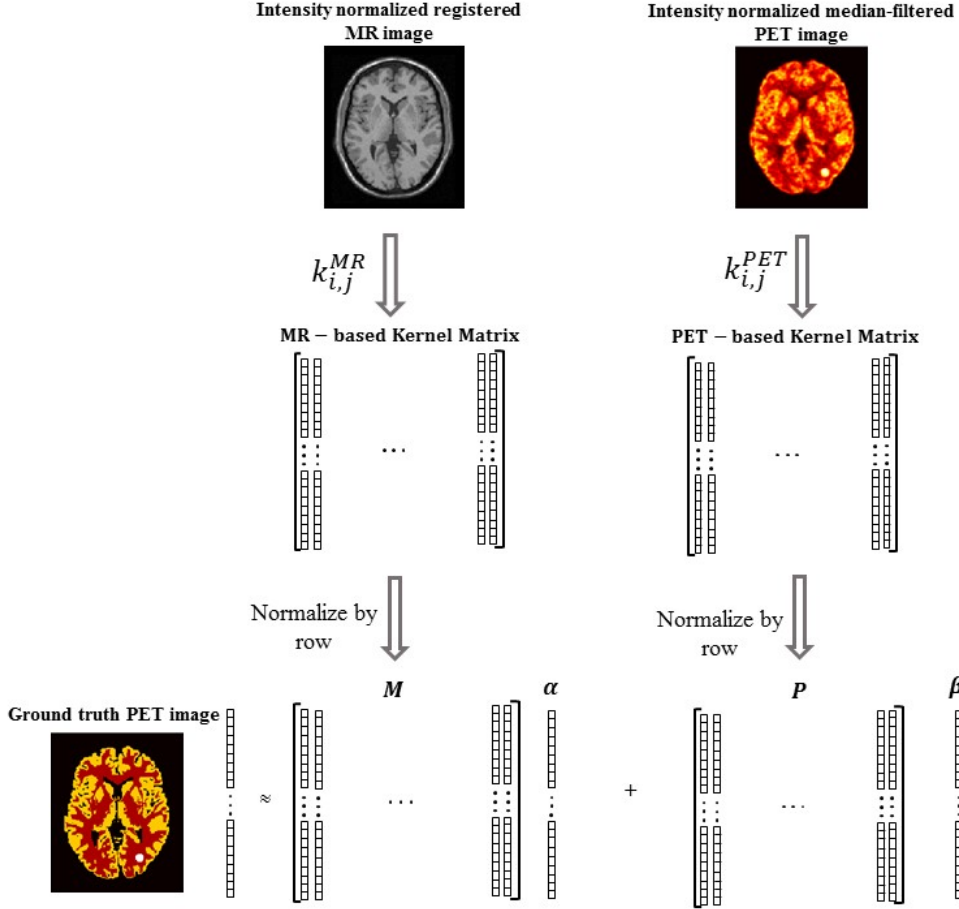 Intensity normalized registered
MR image
Intensity normalized median-filtered
PET image
k_{i,j}^{MR}
k_{i,j}^{PET}
MR − based Kernel Matrix
PET − based Kernel Matrix
...
...
Normalize by
row
Normalize by
row
M
α
P
β
Ground truth PET image
≈
...
+
...